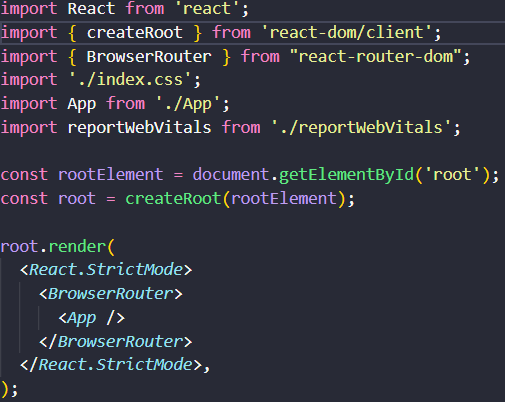 import React from 'react';
import { createRoot } from 'react-dom/client';
import { BrowserRouter } from "react-router-dom";
import './index.css';
import App from './App';
import reportWebVitals from './reportWebVitals';

const rootElement = document.getElementById('root');
const root = createRoot(rootElement);

root.render(
  <React.StrictMode>
    <BrowserRouter>
      <App />
    </BrowserRouter>
  </React.StrictMode>,
);